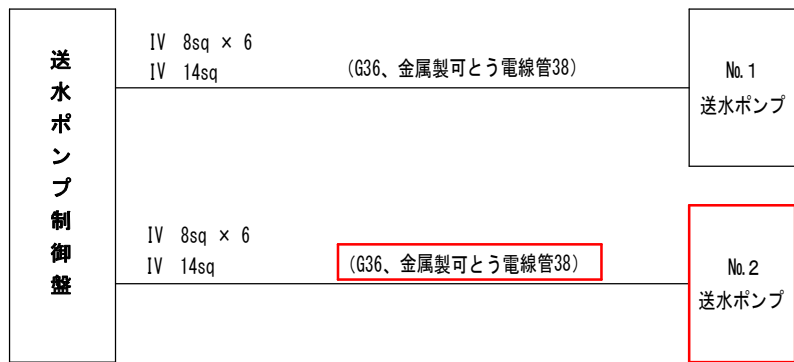 送水ポンプ制御盤
IV 8sq × 6
IV 14sq
(G36、金属製可とう電線管38)
№.1
送水ポンプ
IV 8sq × 6
IV 14sq
(G36、金属製可とう電線管38)
№.2
送水ポンプ